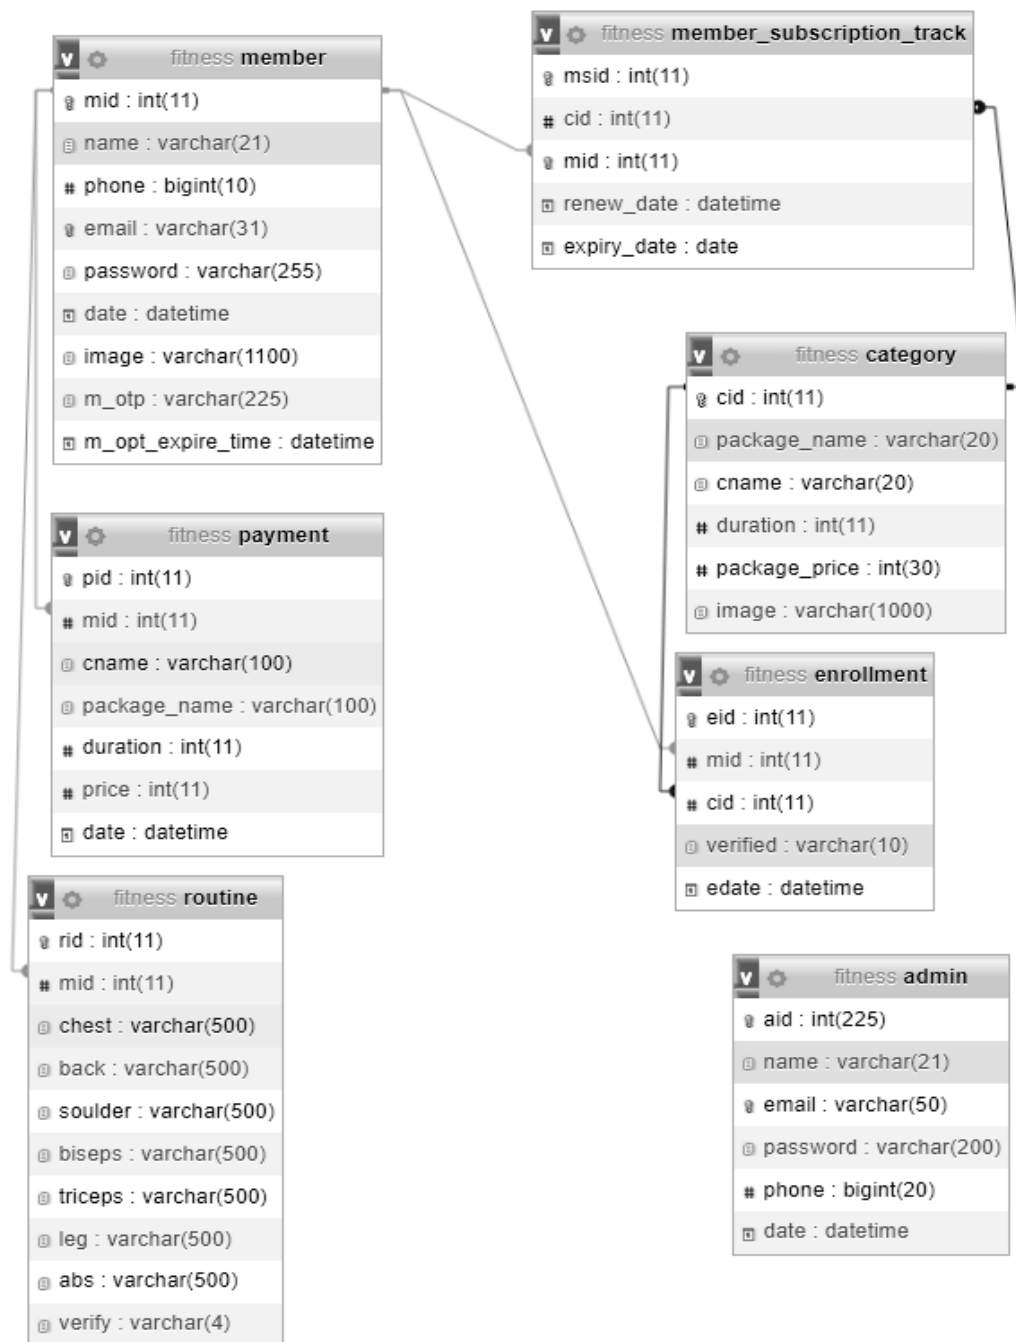 v fitness member
mid : int(11)
name : varchar(21)
# phone : bigint(10)
email : varchar(31)
password : varchar(255)
date : datetime
image : varchar(1100)
m_otp : varchar(225)
m_opt_expire_time : datetime
v fitness payment
pid : int(11)
# mid : int(11)
cname : varchar(100)
package_name : varchar(100)
# duration : int(11)
# price : int(11)
date : datetime
v fitness routine
rid : int(11)
# mid : int(11)
chest : varchar(500)
back : varchar(500)
soulder : varchar(500)
biseps : varchar(500)
triceps : varchar(500)
leg : varchar(500)
abs : varchar(500)
verify : varchar(4)
v fitness member_subscription_track
msid : int(11)
# cid : int(11)
mid : int(11)
renew_date : datetime
expiry_date : date
v fitness category
cid : int(11)
package_name : varchar(20)
cname : varchar(20)
# duration : int(11)
# package_price : int(30)
image : varchar(1000)
v fitness enrollment
eid : int(11)
# mid : int(11)
# cid : int(11)
verified : varchar(10)
edate : datetime
v fitness admin
aid : int(225)
name : varchar(21)
email : varchar(50)
password : varchar(200)
# phone : bigint(20)
date : datetime